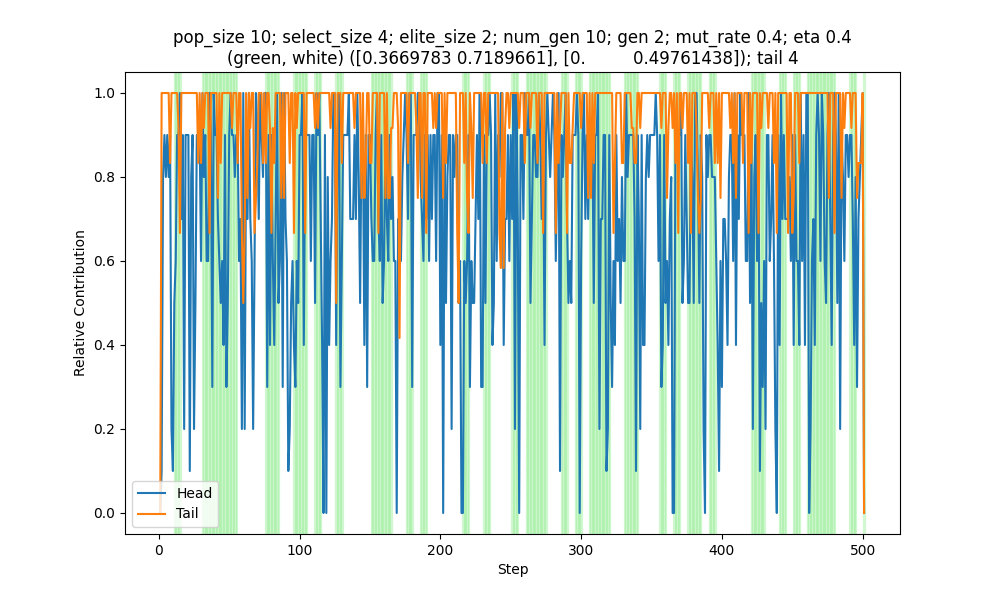 pop_size 10; select_size 4; elite_size 2; num_gen 10; gen 2; mut_rate 0.4; eta 0.4
(green, white) ([0.3669783 0.7189661], [0.         0.49761438]); tail 4
1.0
0.8
0.6
0.4
0.2
0.0
Relative Contribution
Head
Tail
0
100
200
300
400
500
Step